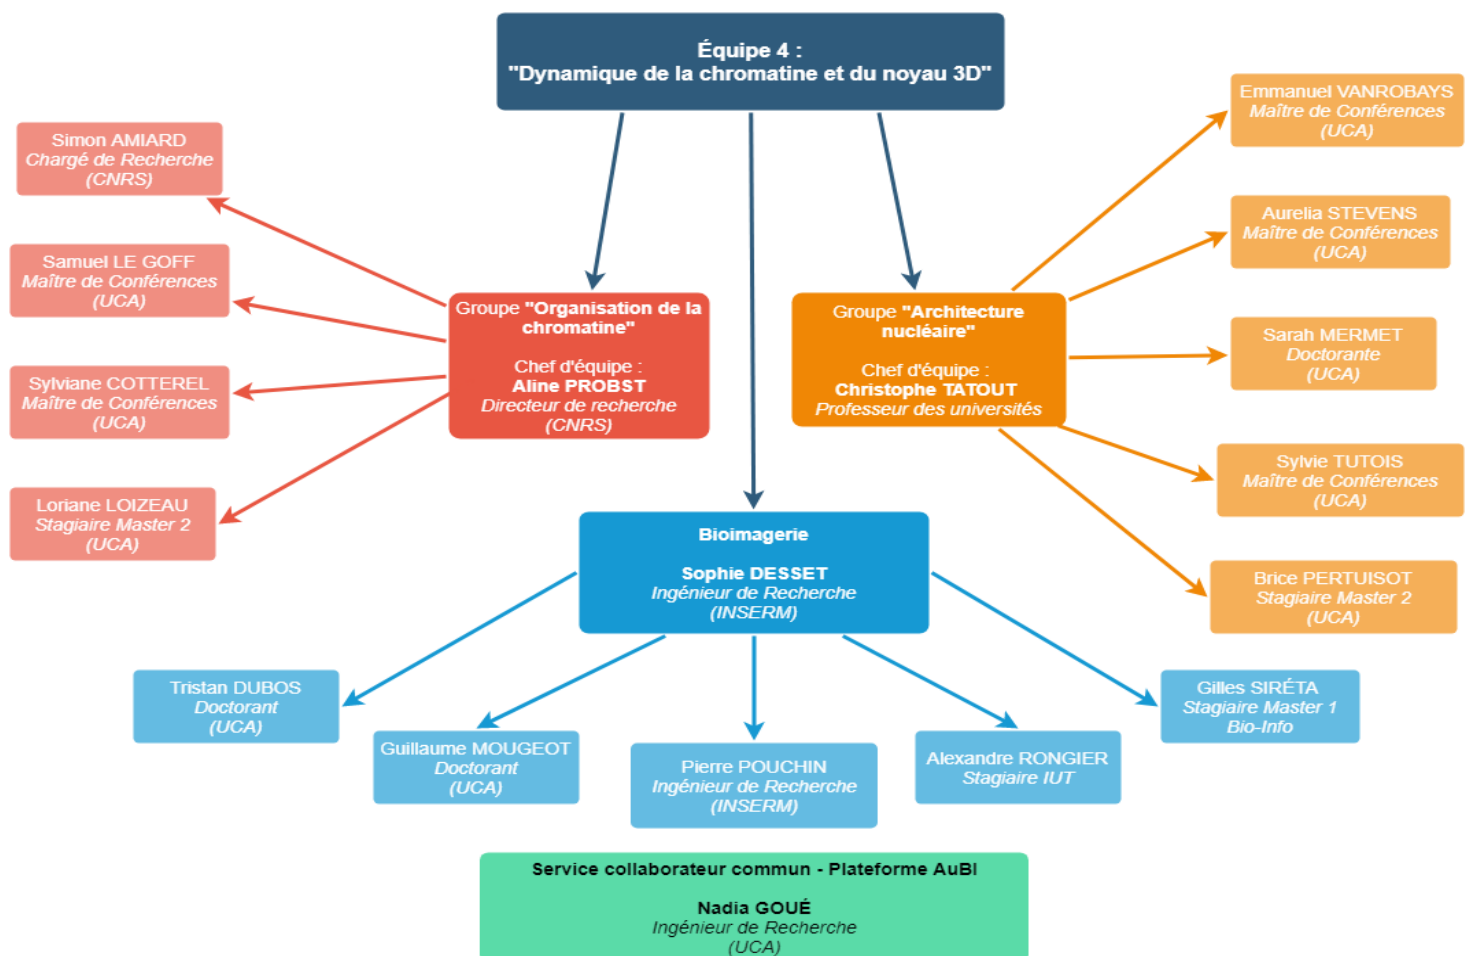 Équipe 4 :
"Dynamique de la chromatine et du noyau 3D"
Simon AMIARD
Chargé de Recherche
(CNRS)
Samuel LE GOFF
Maître de Conférences
(UCA)
Sylviane COTTEREL
Maître de Conférences
(UCA)
Loriane LOIZEAU
Stagiaire Master 2
(UCA)
Groupe "Organisation de la
chromatine"
Chef d'équipe :
Aline PROBST
Directeur de recherche
(CNRS)
Groupe "Architecture
nucléaire"
Chef d'équipe :
Christophe TATOUT
Professeur des universités
Emmanuel VANROBAYS
Maître de Conférences
(UCA)
Aurelia STEVENS
Maître de Conférences
(UCA)
Sarah MERMET
Doctorante
(UCA)
Sylvie TUTOIS
Maître de Conférences
(UCA)
Brice PERTUISOT
Stagiaire Master 2
(UCA)
Bioimagerie
Sophie DESSET
Ingénieur de Recherche
(INSERM)
Tristan DUBOS
Doctorant
(UCA)
Guillaume MOUGEOT
Doctorant
(UCA)
Pierre POUCHIN
Ingénieur de Recherche
(INSERM)
Alexandre RONGIER
Stagiaire IUT
Gilles SIRÉTA
Stagiaire Master 1
Bio-Info
Service collaborateur commun - Plateforme AuBI
Nadia GOUÉ
Ingénieur de Recherche
(UCA)